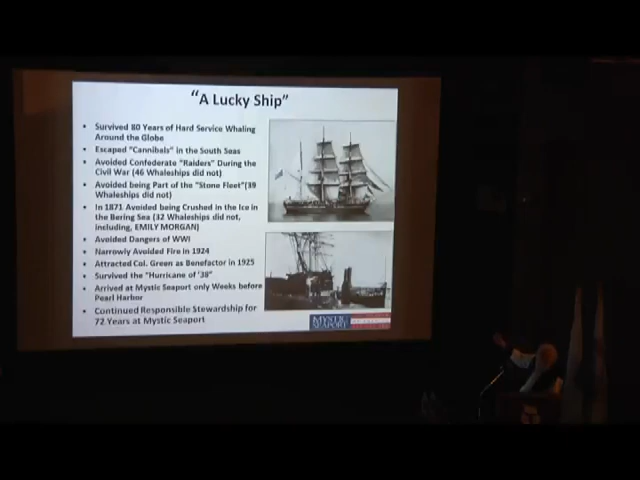 “A Lucky Ship”
• Survived 80 Years of Hard Service Whaling
Around the Globe
• Escaped “Cannibals” in the South Seas
• Avoided Confederate “Raiders” During the
Civil War (46 Whaleships did not)
• Avoided being Part of the “Stone Fleet”(39
Whaleships did not)
• In 1871 Avoided being Crushed in the Ice in
the Bering Sea (32 Whaleships did not,
including, EMILY MORGAN)
• Avoided Dangers of WWI
• Narrowly Avoided Fire in 1924
• Attracted Col. Green as Benefactor in 1925
• Survived the “Hurricane of ‘38”
• Arrived at Mystic Seaport only Weeks before
Pearl Harbor
• Continued Responsible Stewardship for
72 Years at Mystic Seaport
MYSTIC
SEAPORT